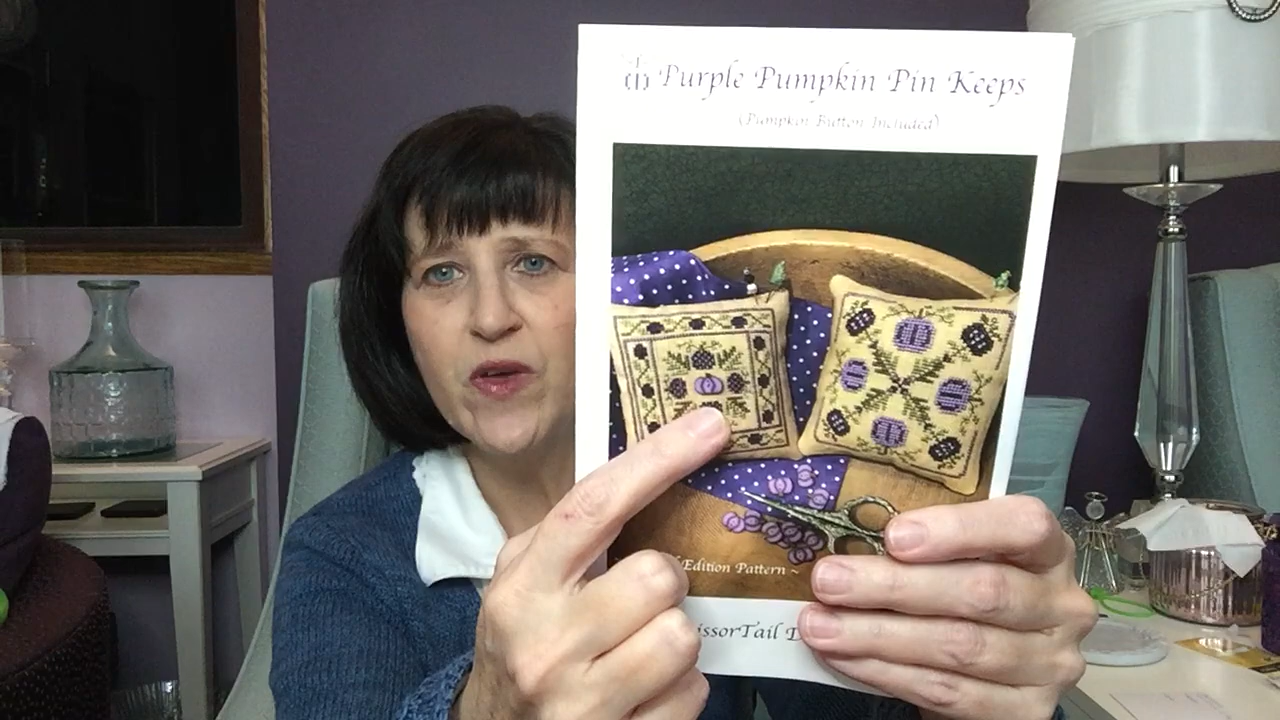 Purple Pumpkin Pin Keeps
(Pumpkin Button Included)
Edition Pattern ~
issorTail D